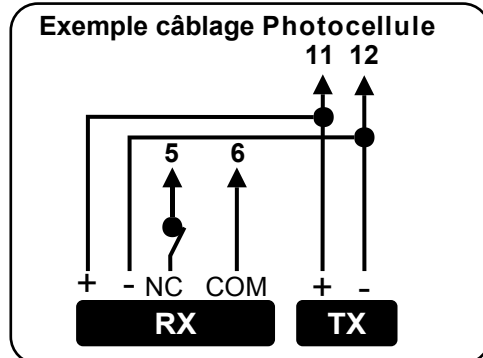 Exemple câblage Photocellule
11 12
5 6
+ - NC COM + -
RX TX